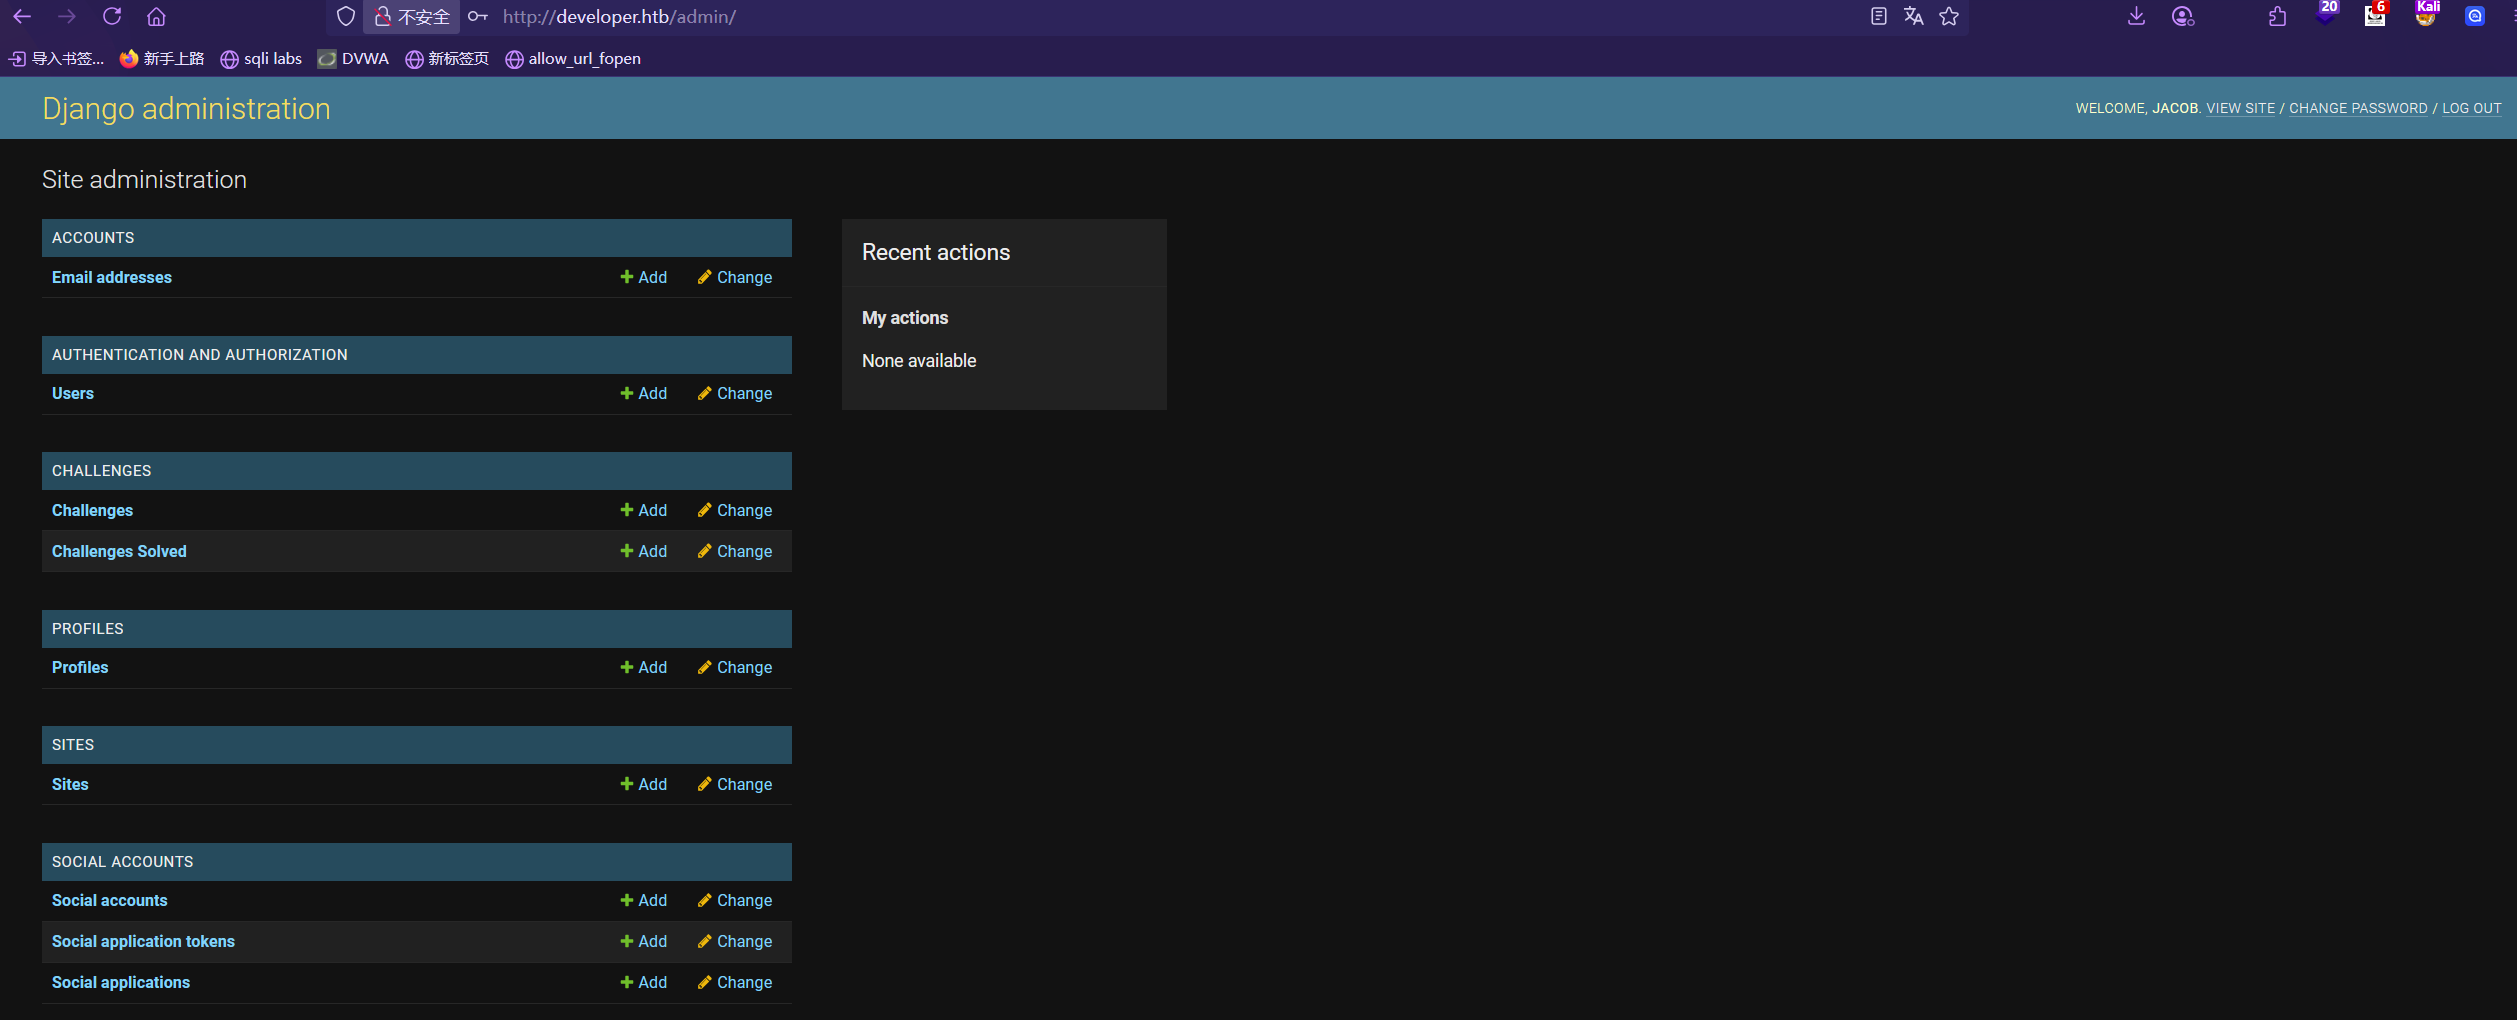 不安全 http://developer.htb/admin/ 20 6 Kali
导入书签... 新手上路 sqli labs DVWA 新标签页 allow_url_fopen
Django administration
WELCOME, JACOB. VIEW SITE / CHANGE PASSWORD / LOG OUT
Site administration
ACCOUNTS
Email addresses Add Change
AUTHENTICATION AND AUTHORIZATION
Users Add Change
CHALLENGES
Challenges Add Change
Challenges Solved Add Change
PROFILES
Profiles Add Change
SITES
Sites Add Change
SOCIAL ACCOUNTS
Social accounts Add Change
Social application tokens Add Change
Social applications Add Change
Recent actions
My actions
None available